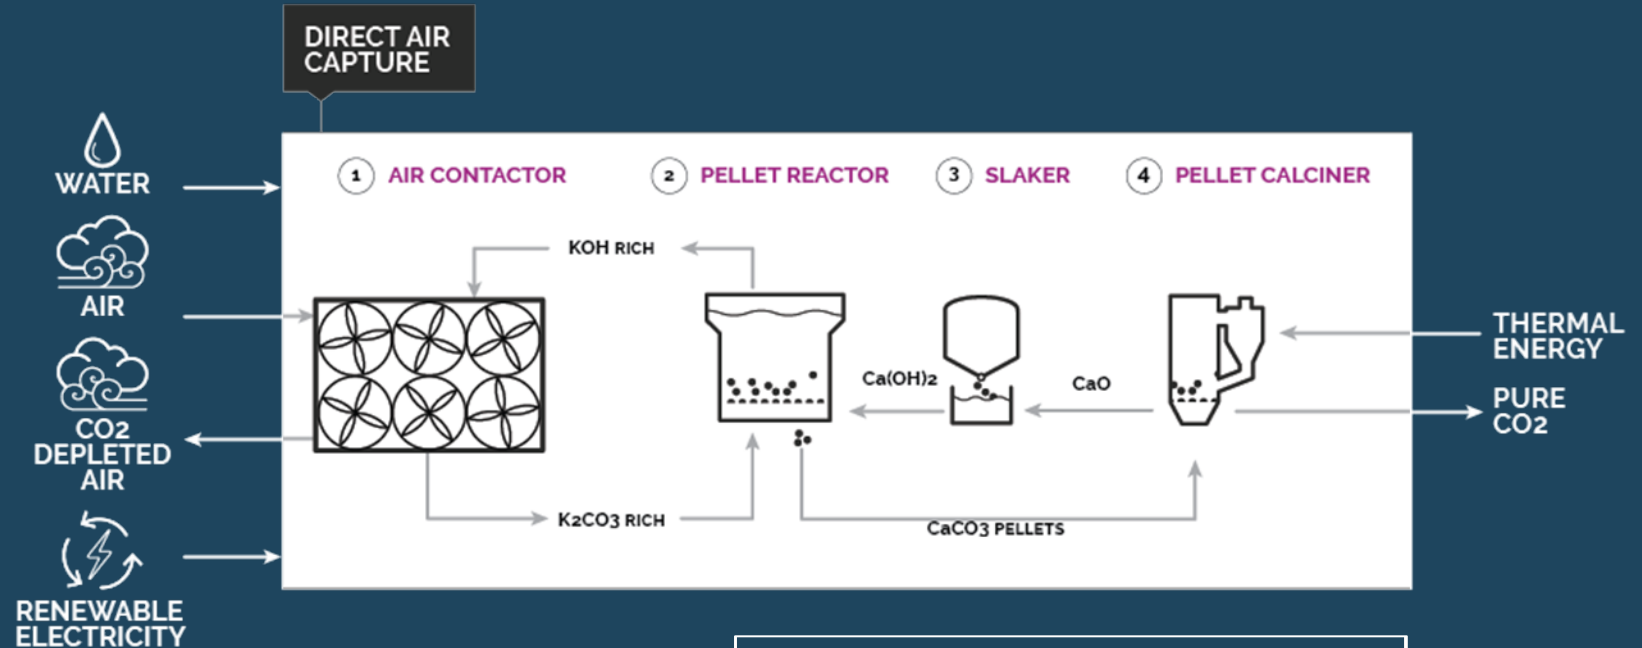 DIRECT AIR
CAPTURE
WATER
AIR
CO2
DEPLETED
AIR
RENEWABLE
ELECTRICITY
1 AIR CONTACTOR
2 PELLET REACTOR
3 SLAKER
4 PELLET CALCINER
KOH RICH
Ca(OH)2
CaO
K2CO3 RICH
CaCO3 PELLETS
THERMAL
ENERGY
PURE
CO2